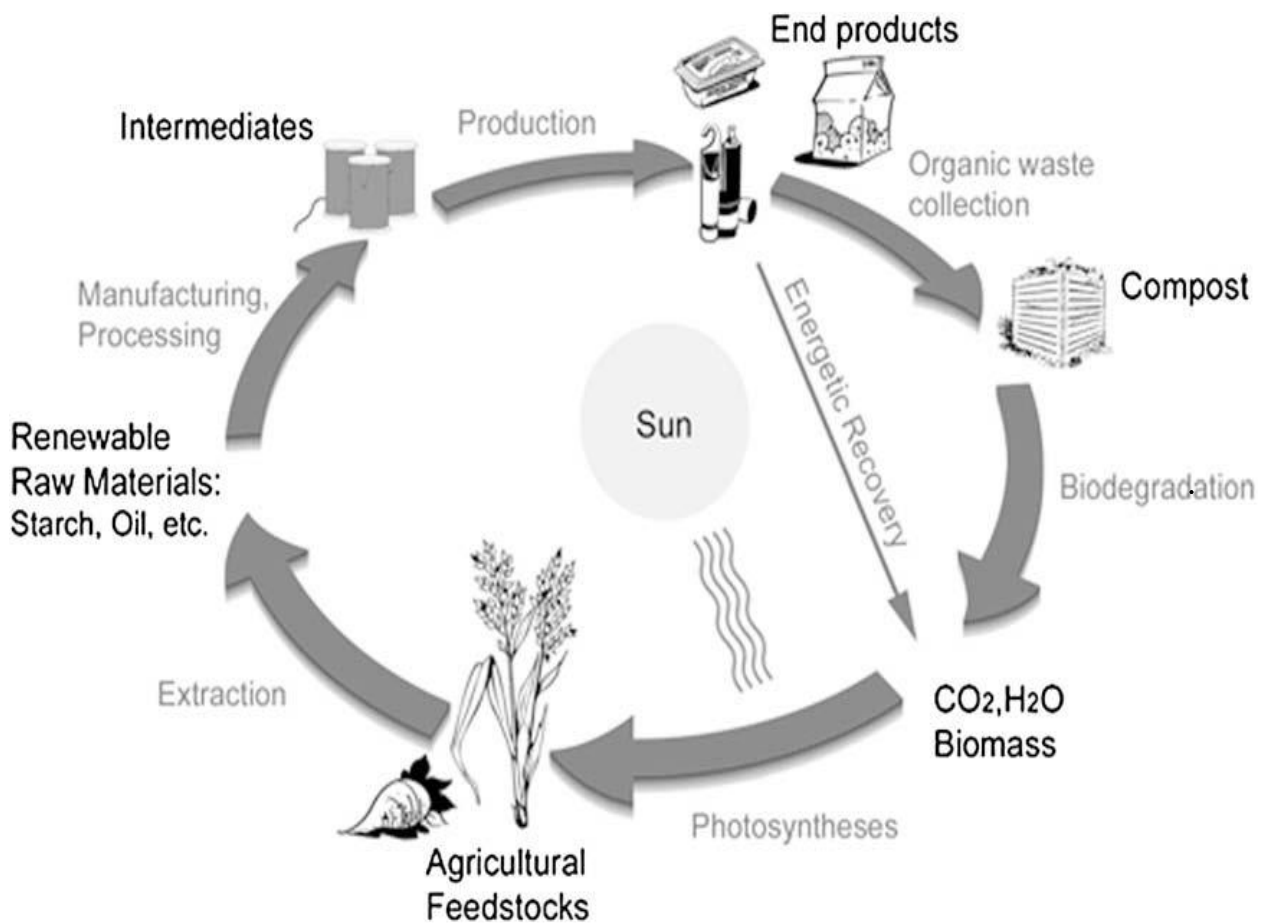 End products
Intermediates
Production
Organic waste
collection
Compost
Manufacturing,
Processing
Energetic Recovery
Sun
Renewable
Raw Materials:
Starch, Oil, etc.
Biodegradation
Extraction
CO2,H2O
Biomass
Photosyntheses
Agricultural
Feedstocks